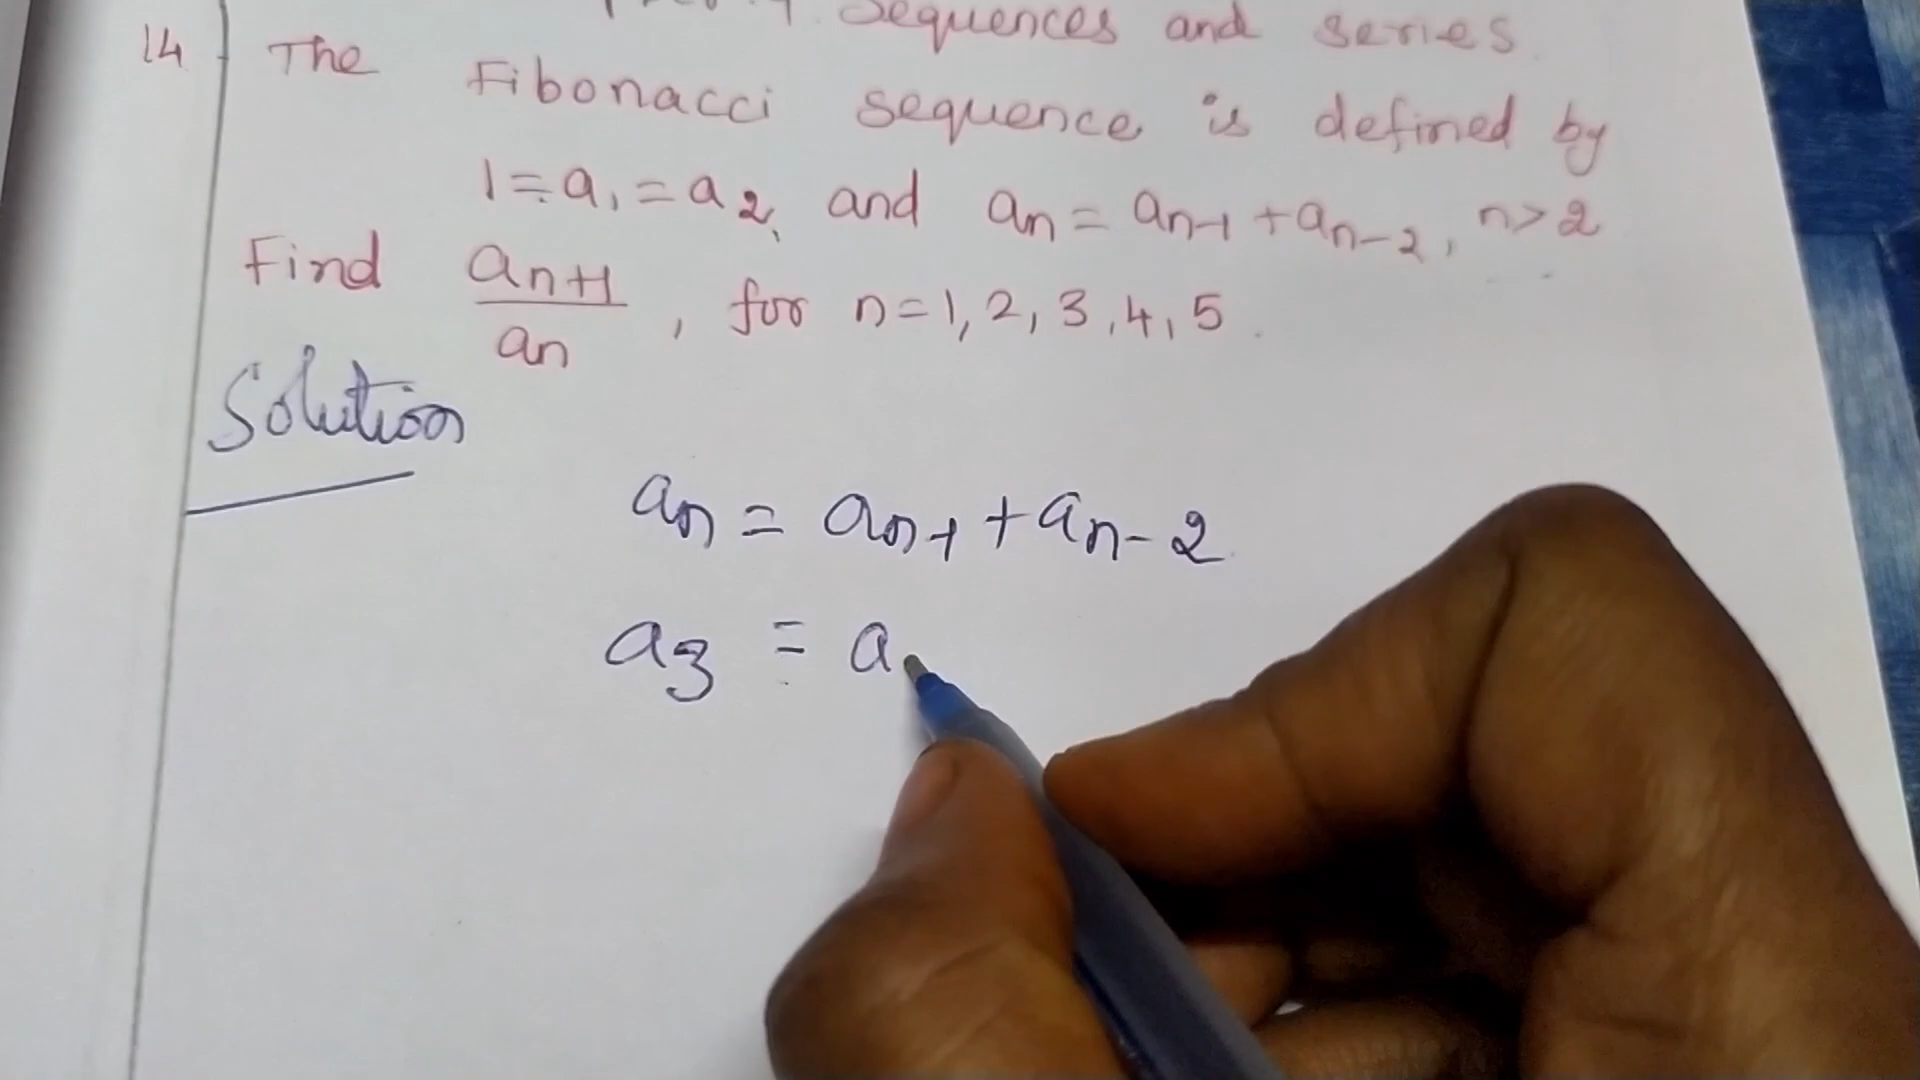 Sequences and series
14 The Fibonacci sequence is defined by
1 = a₁ = a₂, and aₙ = aₙ₋₁ + aₙ₋₂, n > 2
Find aₙ₊₁/aₙ, for n = 1, 2, 3, 4, 5.
Solution
aₙ = aₙ₋₁ + aₙ₋₂
a₃ = a